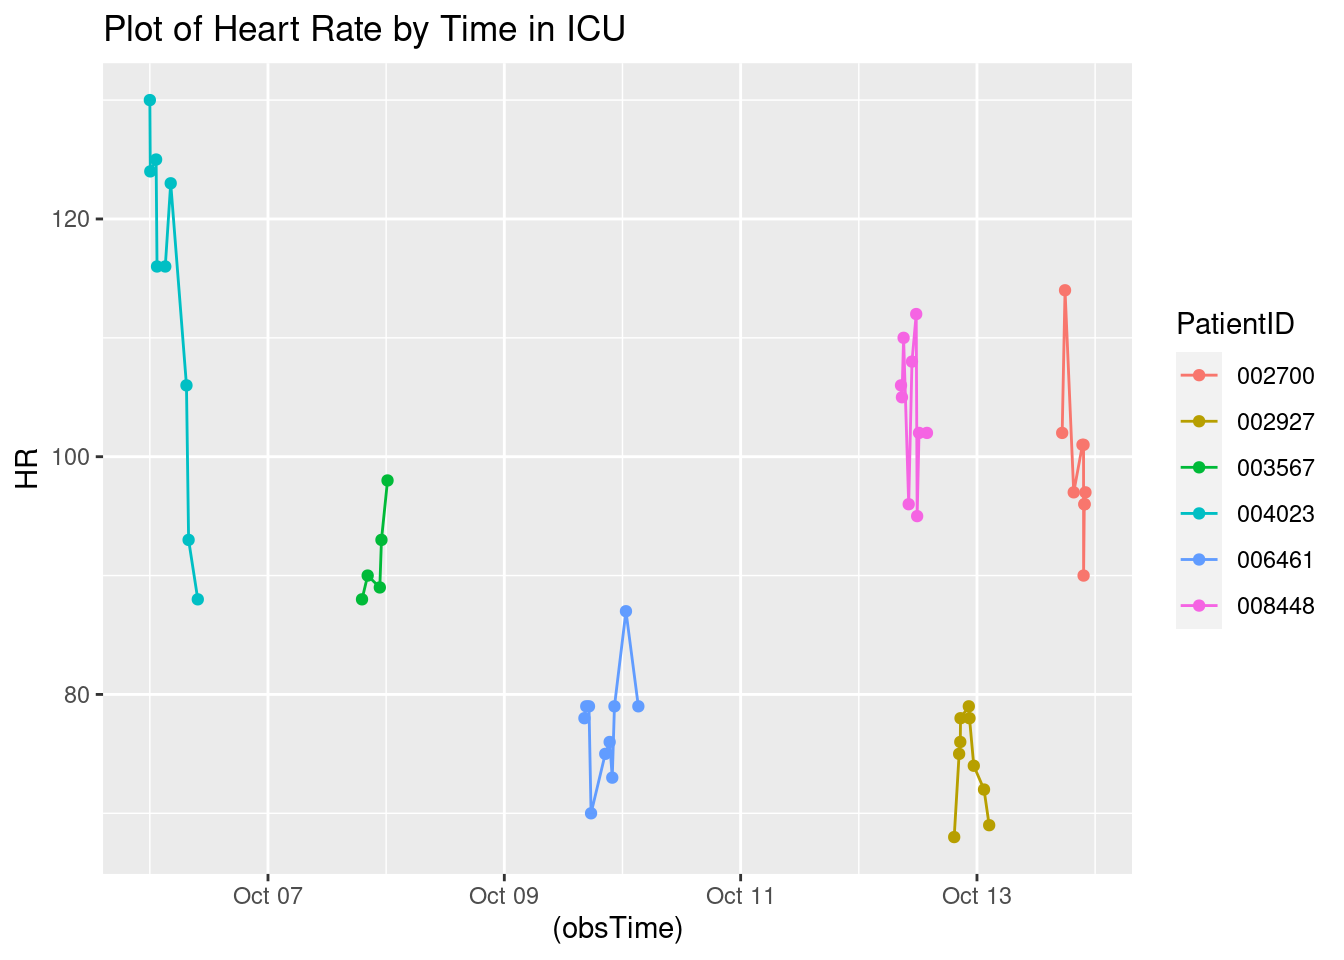 Plot of Heart Rate by Time in ICU
HR
120
100
80
Oct 07
Oct 09
Oct 11
Oct 13
(obsTime)
PatientID
002700
002927
003567
004023
006461
008448